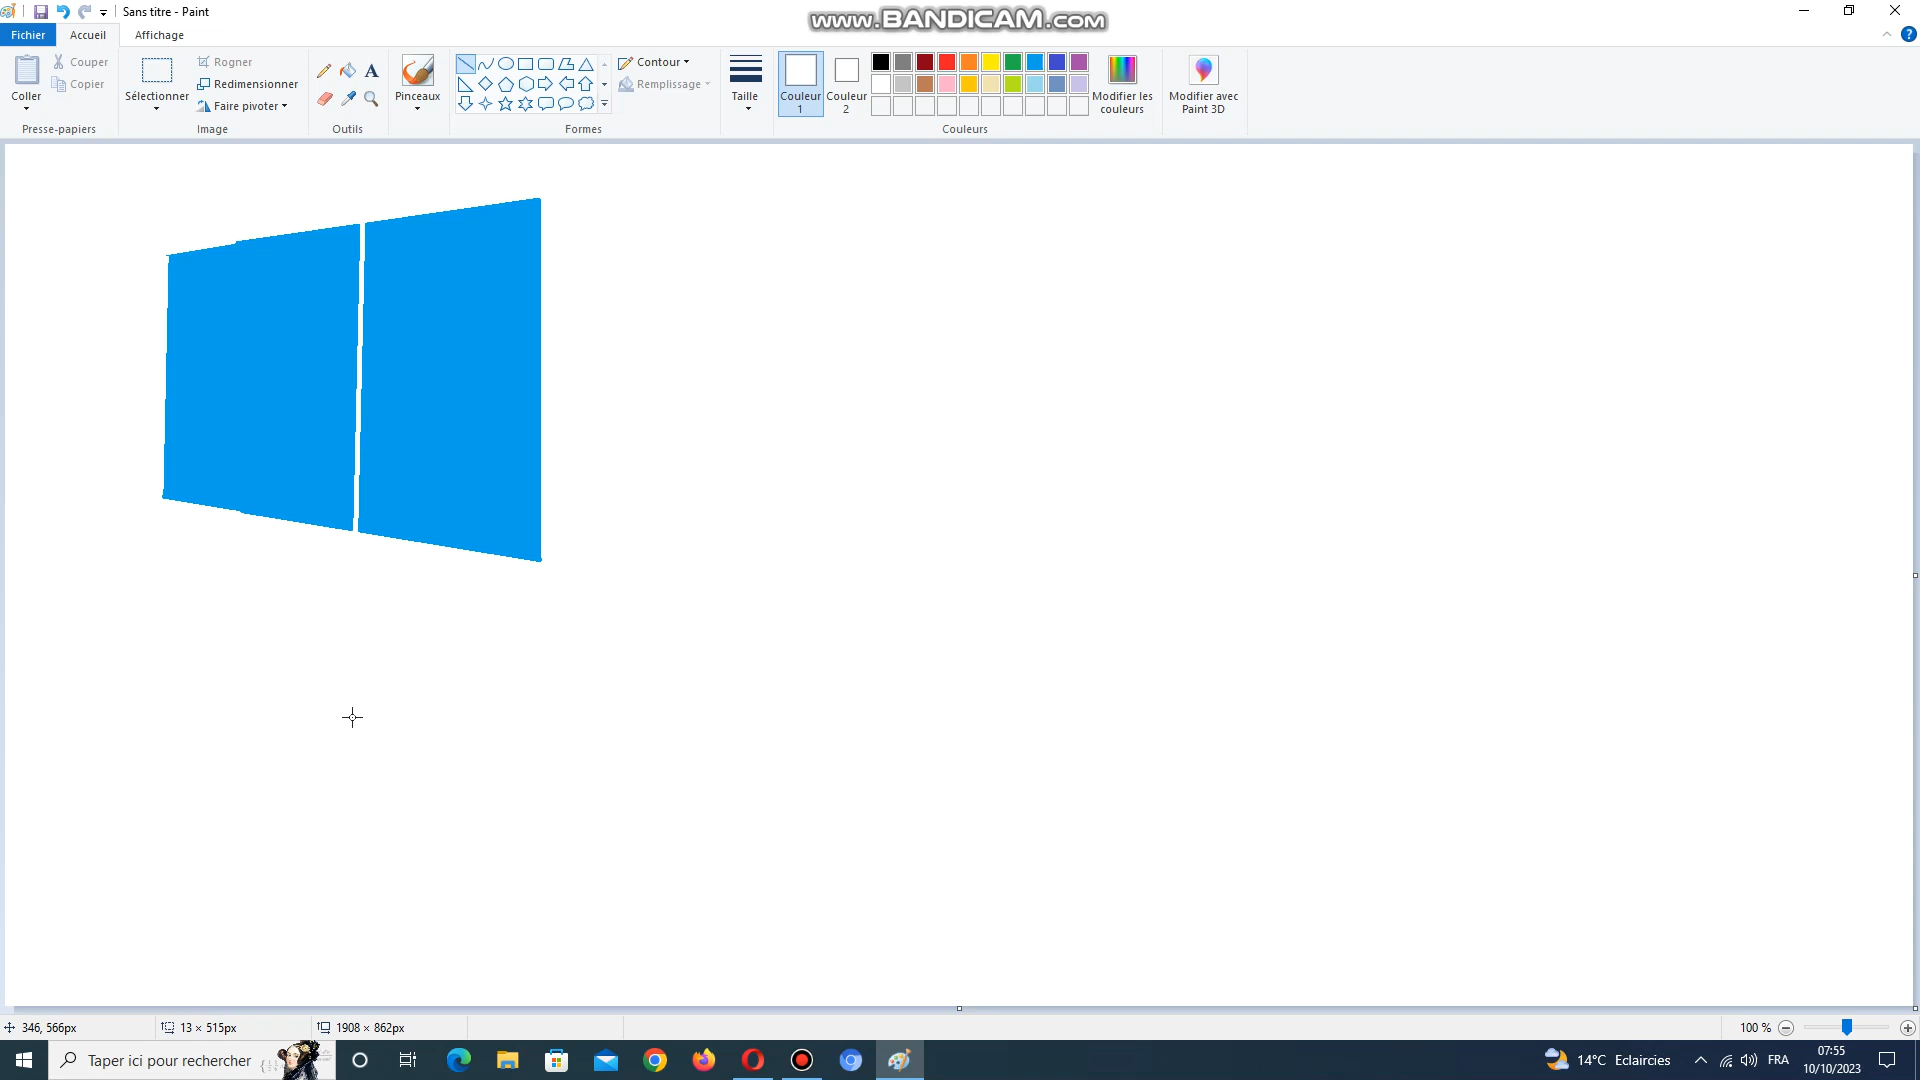 Sans titre - Paint
www.BANDICAM.com
Fichier
Accueil
Affichage
Coller
Couper
Copier
Presse-papiers
Sélectionner
Rogner
Redimensionner
Faire pivoter
Image
A
Outils
Pinceaux
Contour
Remplissage
Formes
Taille
Couleur
1
Couleur
2
Couleurs
Modifier les
couleurs
Modifier avec
Paint 3D
346, 566px
13 × 515px
1908 × 862px
100 %
Taper ici pour rechercher
14°C Eclaircies
FRA
07:55
10/10/2023